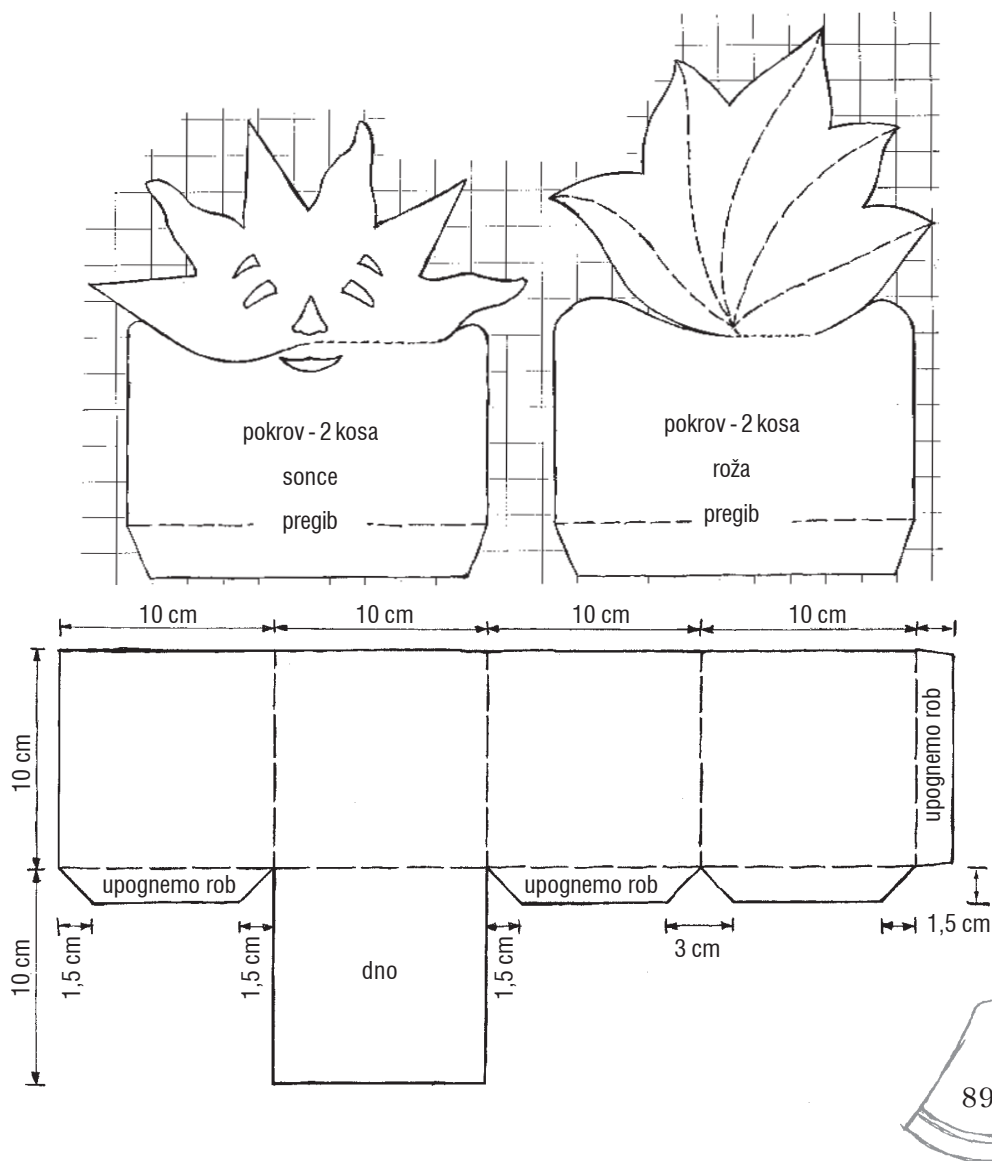 pokrov - 2 kosa
sonce
pregib
pokrov - 2 kosa
roža
pregib
10 cm
10 cm
10 cm
10 cm
10 cm
upognemo rob
upognemo rob
upognemo rob
1,5 cm
1,5 cm
1,5 cm
3 cm
1,5 cm
10 cm
dno
89